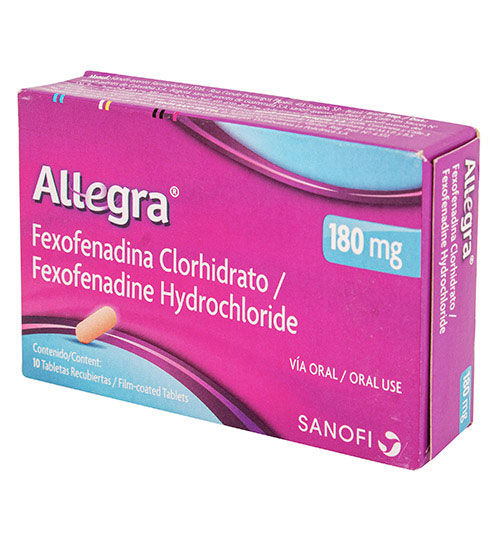 Allegra®
Fexofenadina Clorhidrato /
Fexofenadine Hydrochloride
180 mg
Contenido/Content:
10 Tabletas Recubiertas / Film-coated Tablets
VÍA ORAL / ORAL USE
SANOFI
Allegra®
Fexofenadina Clorhidrato /
Fexofenadine Hydrochloride
180 mg